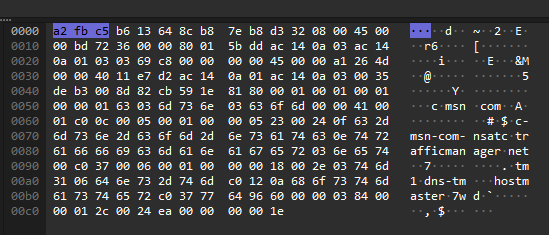 0000 a2 fb c5 b6 13 64 8c b8 7e b8 d3 32 08 00 45 00 ·····d·· ~··2··E·
0010 00 bd 72 36 00 00 80 01 5b dd ac 14 0a 03 ac 14 ··r6···· [·······
0020 0a 01 03 03 69 c8 00 00 00 00 45 00 00 a1 26 4d ····i··· ··E···&M
0030 00 00 40 11 e7 d2 ac 14 0a 01 ac 14 0a 03 00 35 ··@····· ·······5
0040 de b3 00 8d 82 cb 59 1e 81 80 00 01 00 01 00 01 ······Y· ········
0050 00 00 01 63 03 6d 73 6e 03 63 6f 6d 00 00 41 00 ···c·msn ·com··A·
0060 01 c0 0c 00 05 00 01 00 00 05 23 00 24 0f 63 2d ········ ··#·$·c-
0070 6d 73 6e 2d 63 6f 6d 2d 6e 73 61 74 63 0e 74 72 msn-com- nsatc·tr
0080 61 66 66 69 63 6d 61 6e 61 67 65 72 03 6e 65 74 afficman ager·net
0090 00 c0 37 00 06 00 01 00 00 00 18 00 2e 03 74 6d ··7····· ····.·tm
00a0 31 06 64 6e 73 2d 74 6d c0 12 0a 68 6f 73 74 6d 1·dns-tm ···hostm
00b0 61 73 74 65 72 c0 37 77 64 96 60 00 00 03 84 00 aster·7w d·`·····
00c0 00 01 2c 00 24 ea 00 00 00 00 1e ··,·$··· ···